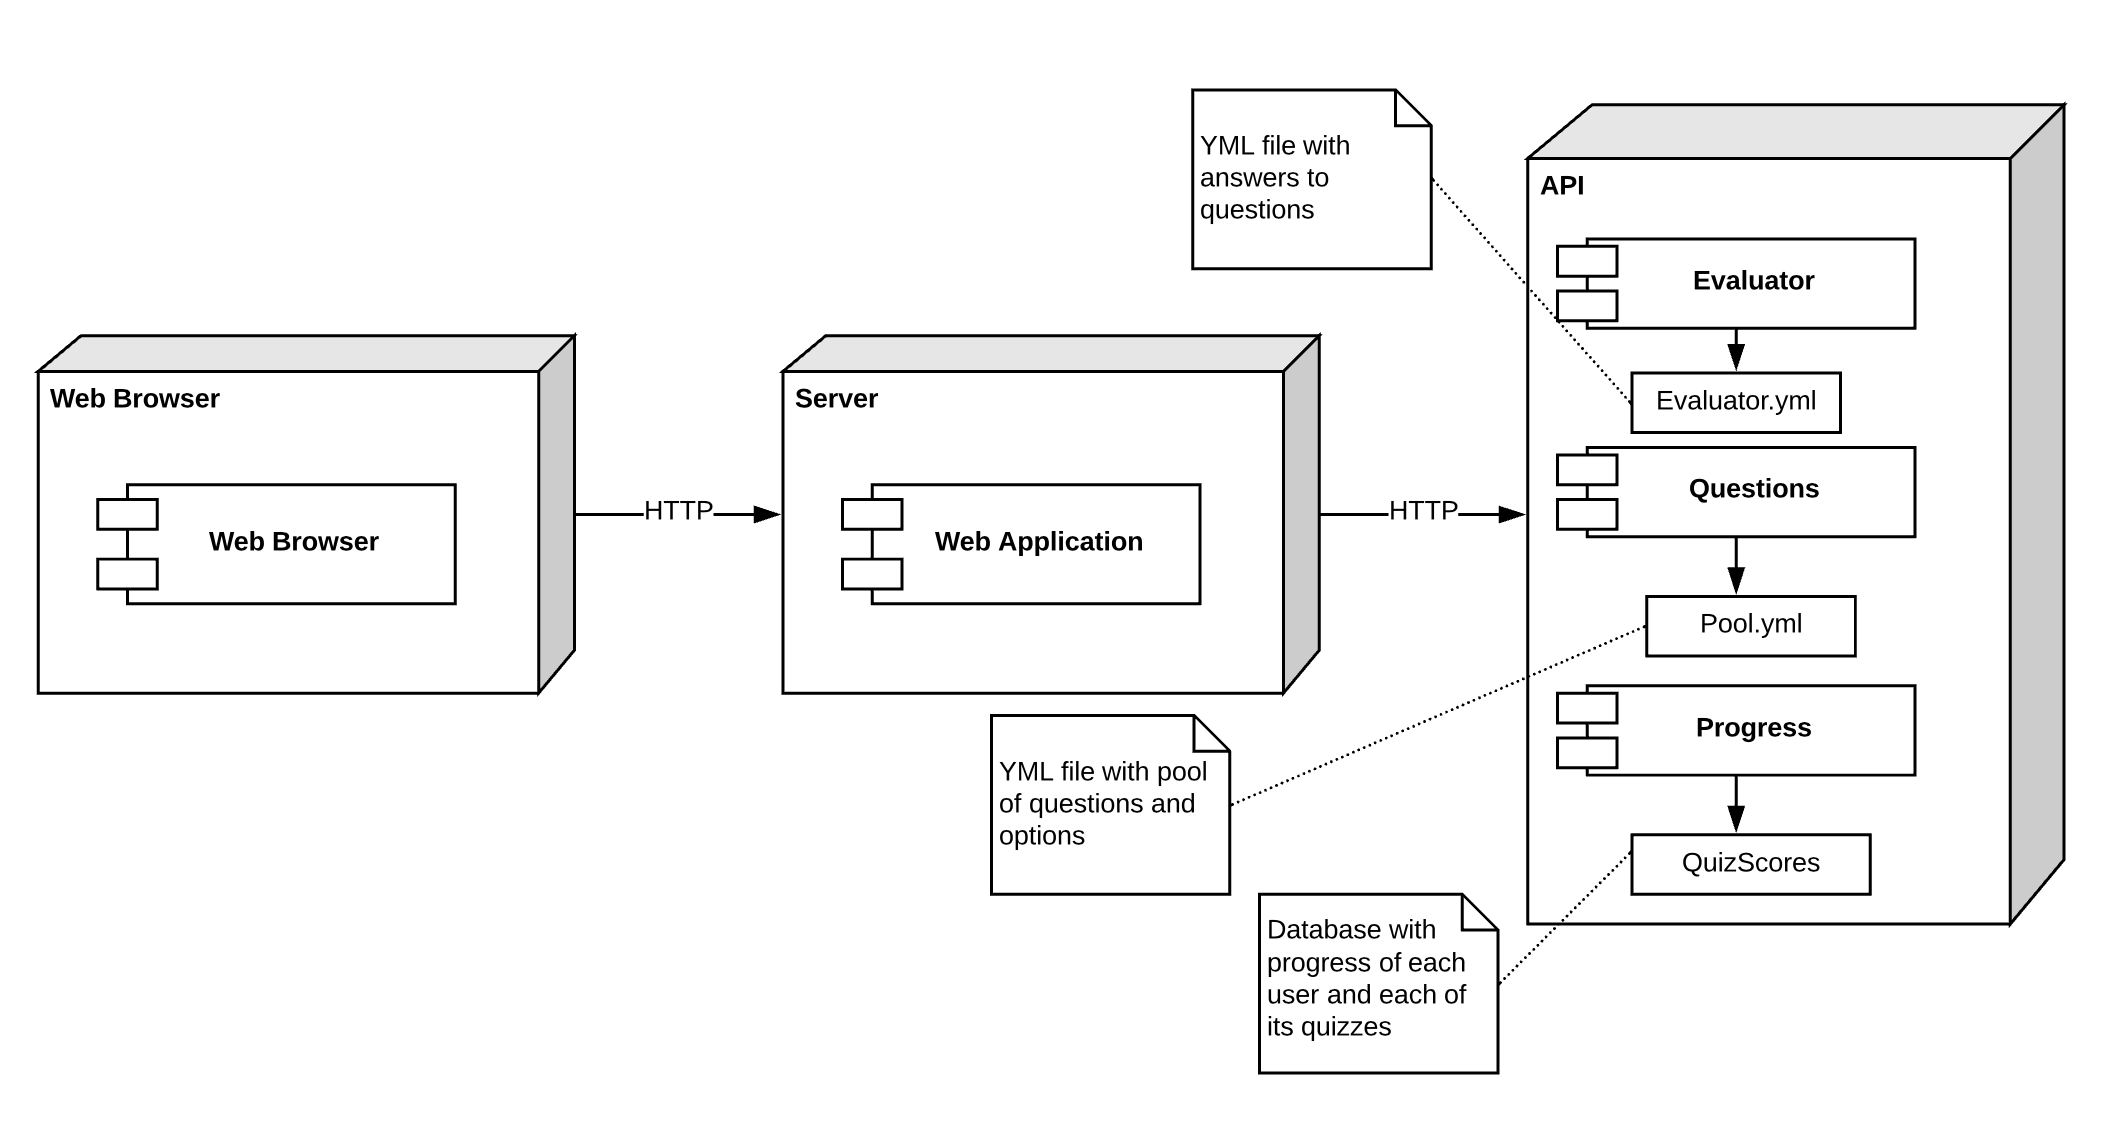 YML file with
answers to
questions
API
Evaluator
Evaluator.yml
Web Browser
Web Browser
HTTP
Server
Web Application
HTTP
Questions
Pool.yml
Progress
QuizScores
YML file with pool
of questions and
options
Database with
progress of each
user and each of
its quizzes